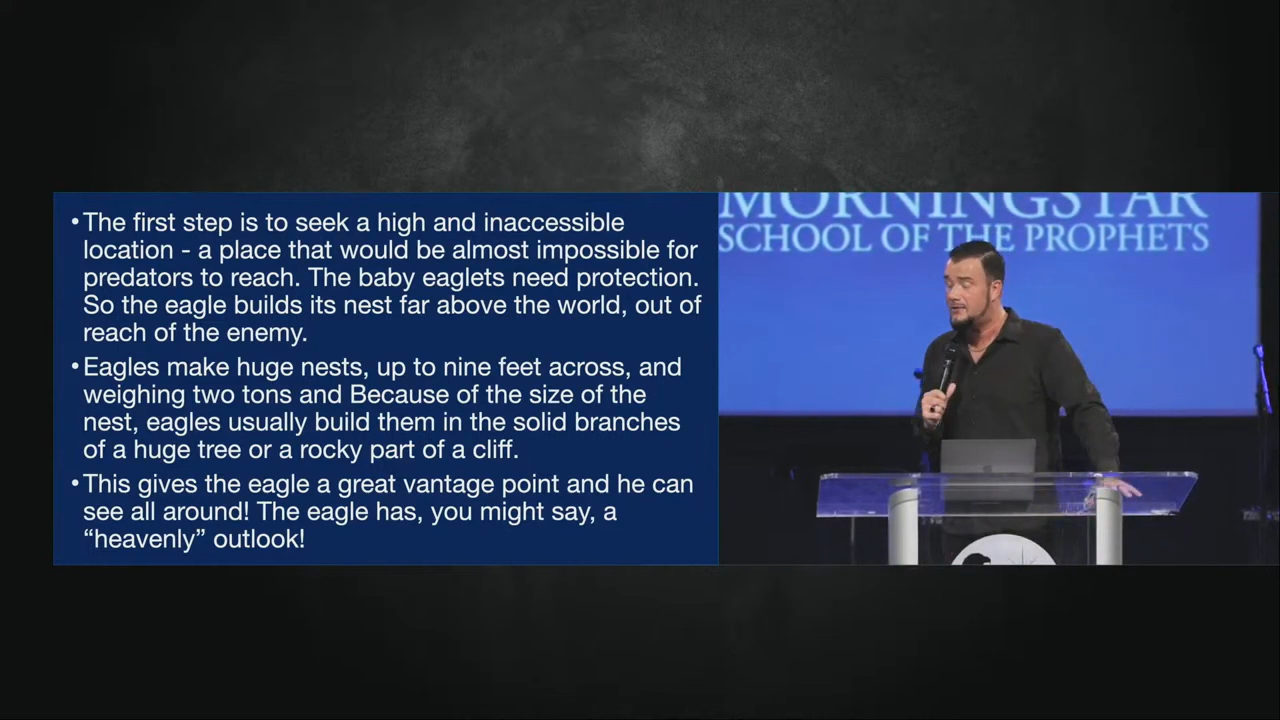 •The first step is to seek a high and inaccessible
location - a place that would be almost impossible for
predators to reach. The baby eaglets need protection.
So the eagle builds its nest far above the world, out of
reach of the enemy.
•Eagles make huge nests, up to nine feet across, and
weighing two tons and Because of the size of the
nest, eagles usually build them in the solid branches
of a huge tree or a rocky part of a cliff.
•This gives the eagle a great vantage point and he can
see all around! The eagle has, you might say, a
“heavenly” outlook!
MORNINGSTAR
SCHOOL OF THE PROPHETS